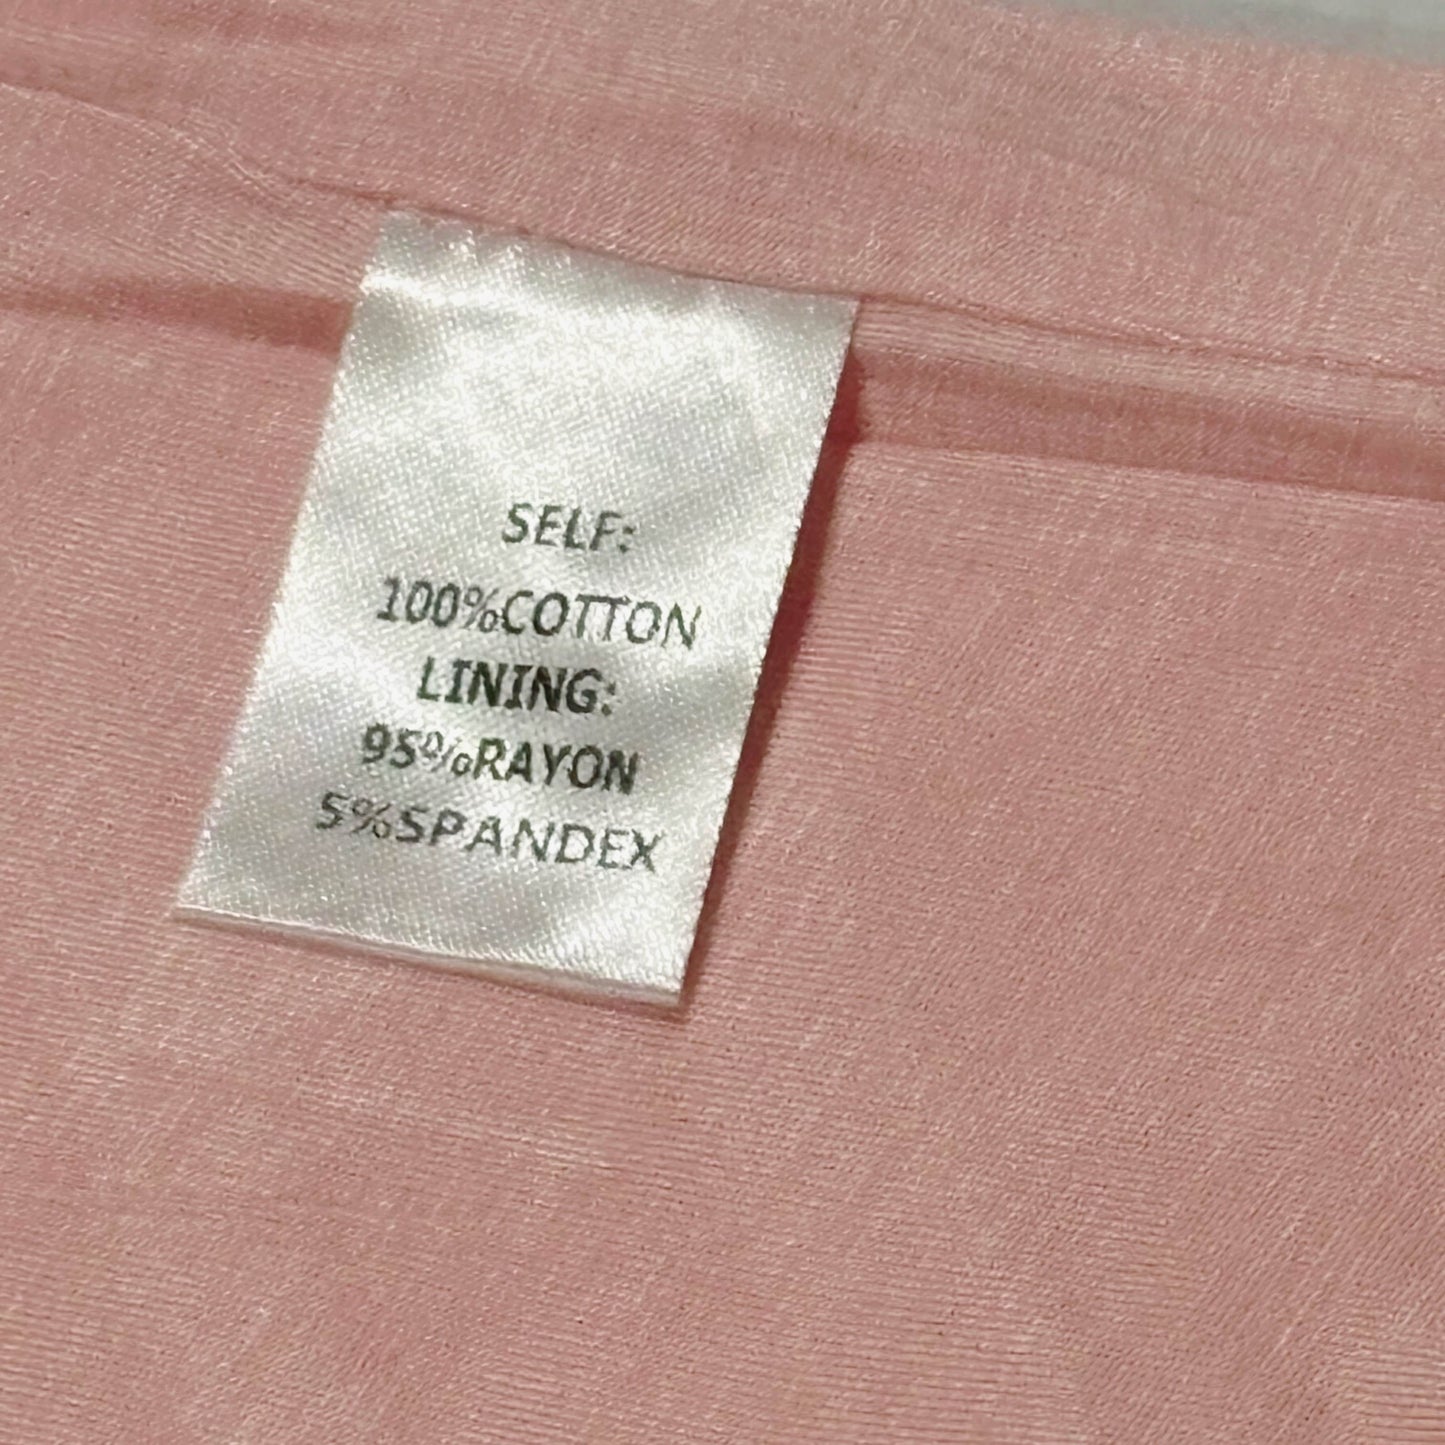 SELF:
100%COTTON
LINING:
95%RAYON
5%SPANDEX